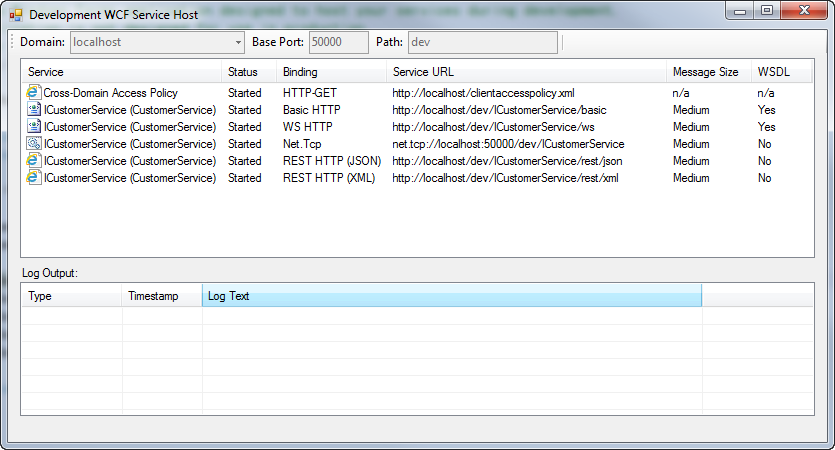 Development WCF Service Host
Domain: localhost Base Port: 50000 Path: dev
Service Status Binding Service URL Message Size WSDL
Cross-Domain Access Policy Started HTTP-GET http://localhost/clientaccesspolicy.xml n/a n/a
ICustomerService (CustomerService) Started Basic HTTP http://localhost/dev/ICustomerService/basic Medium Yes
ICustomerService (CustomerService) Started WS HTTP http://localhost/dev/ICustomerService/ws Medium Yes
ICustomerService (CustomerService) Started Net.Tcp net.tcp://localhost:50000/dev/ICustomerService Medium No
ICustomerService (CustomerService) Started REST HTTP (JSON) http://localhost/dev/ICustomerService/rest/json Medium No
ICustomerService (CustomerService) Started REST HTTP (XML) http://localhost/dev/ICustomerService/rest/xml Medium No
Log Output:
Type Timestamp Log Text